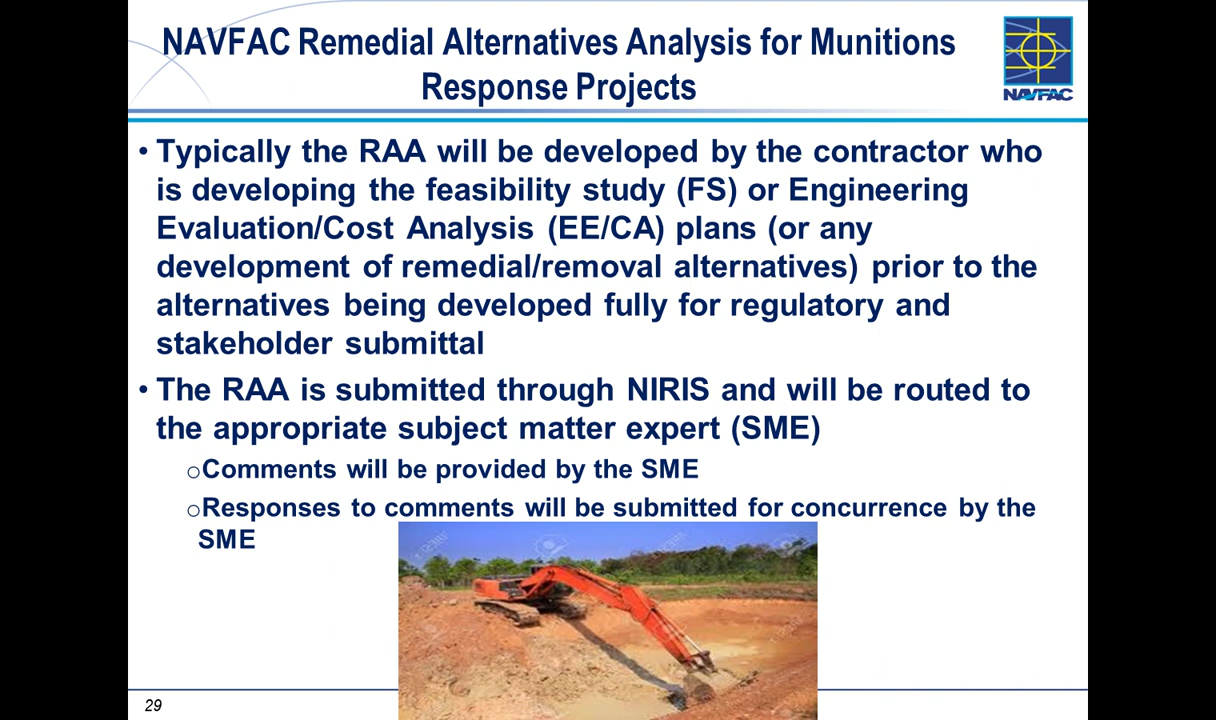 NAVFAC Remedial Alternatives Analysis for Munitions
Response Projects
NAVFAC
• Typically the RAA will be developed by the contractor who
is developing the feasibility study (FS) or Engineering
Evaluation/Cost Analysis (EE/CA) plans (or any
development of remedial/removal alternatives) prior to the
alternatives being developed fully for regulatory and
stakeholder submittal
• The RAA is submitted through NIRIS and will be routed to
the appropriate subject matter expert (SME)
oComments will be provided by the SME
oResponses to comments will be submitted for concurrence by the
SME
29